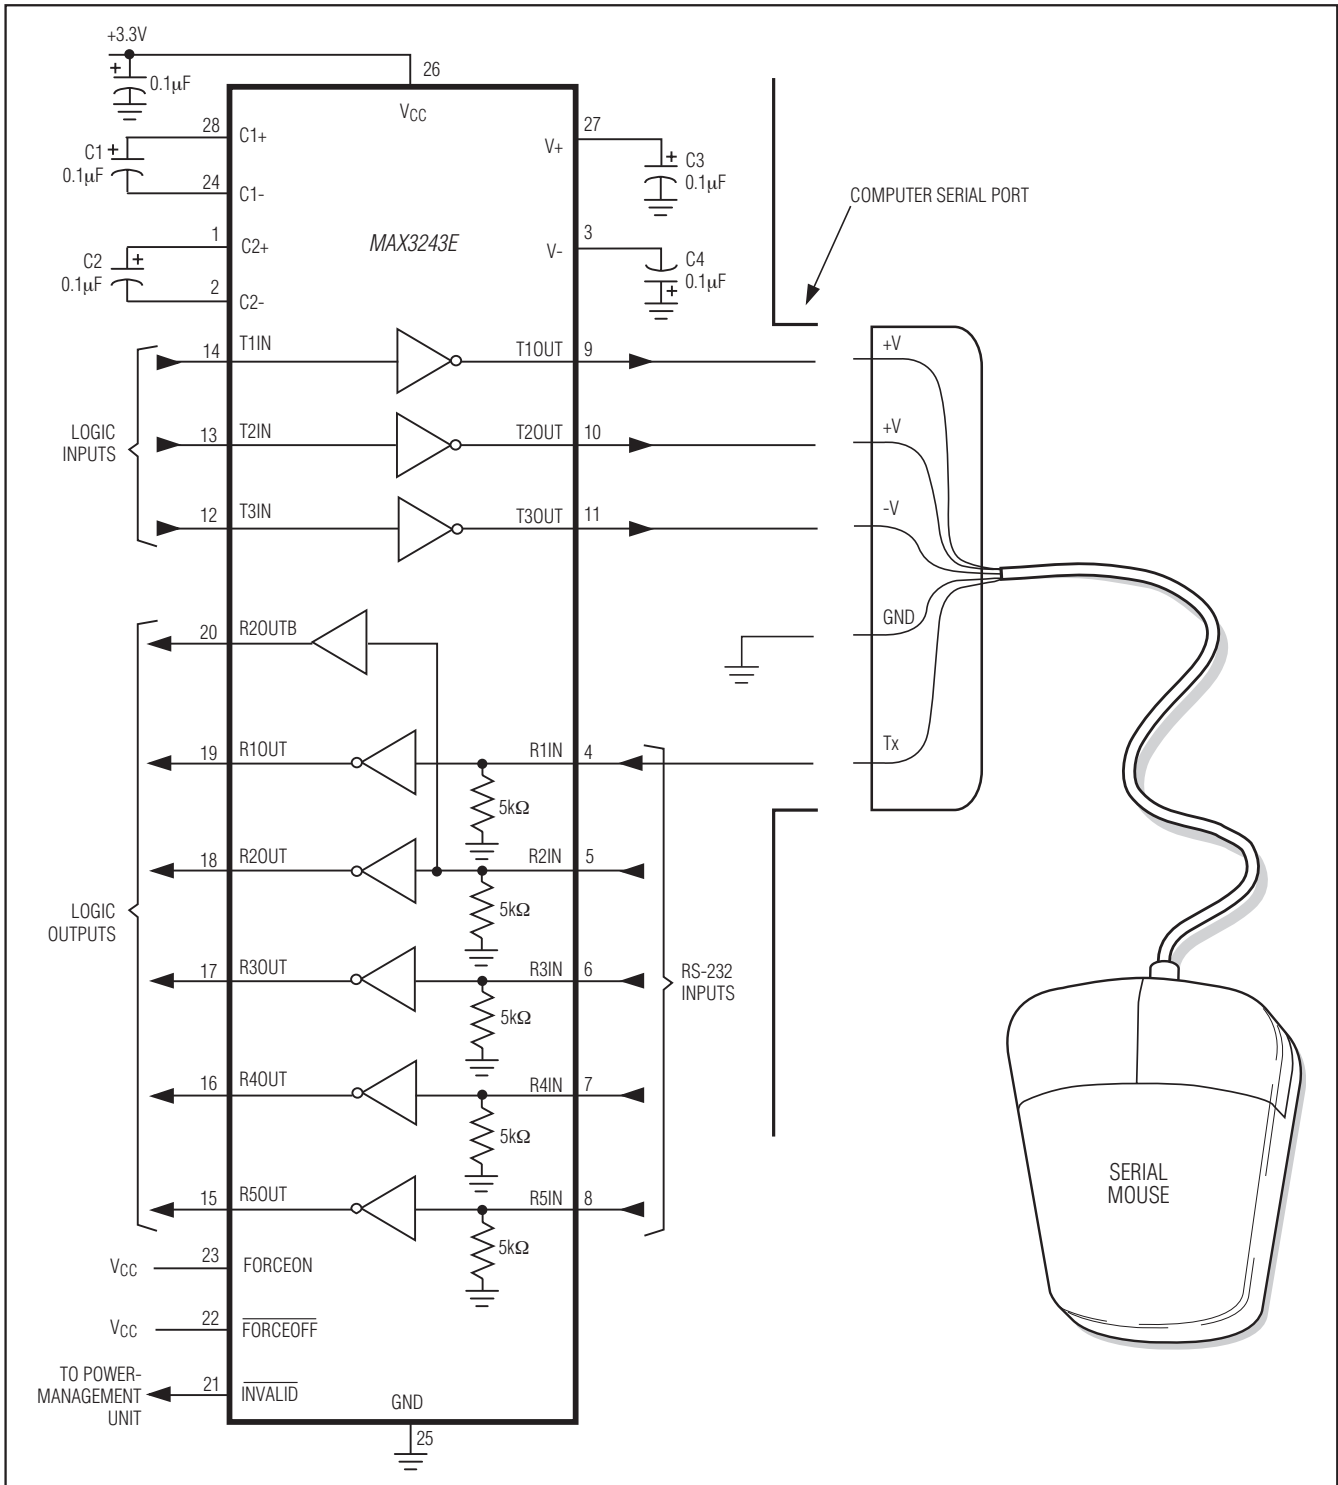 +3.3V
0.1μF
26
VCC
28
C1+
C1
0.1μF
24
C1-
1
C2+
C2
0.1μF
2
C2-
MAX3243E
27
V+
C3
0.1μF
3
V-
C4
0.1μF
COMPUTER SERIAL PORT
LOGIC
INPUTS
14
T1IN
T1OUT
9
+V
13
T2IN
T2OUT
10
+V
12
T3IN
T3OUT
11
-V
20
R2OUTB
GND
LOGIC
OUTPUTS
19
R1OUT
R1IN
4
Tx
5kΩ
18
R2OUT
R2IN
5
5kΩ
17
R3OUT
R3IN
6
RS-232
INPUTS
5kΩ
16
R4OUT
R4IN
7
5kΩ
15
R5OUT
R5IN
8
5kΩ
SERIAL
MOUSE
VCC
23
FORCEON
VCC
22
FORCEOFF
TO POWER-
MANAGEMENT
UNIT
21
INVALID
GND
25